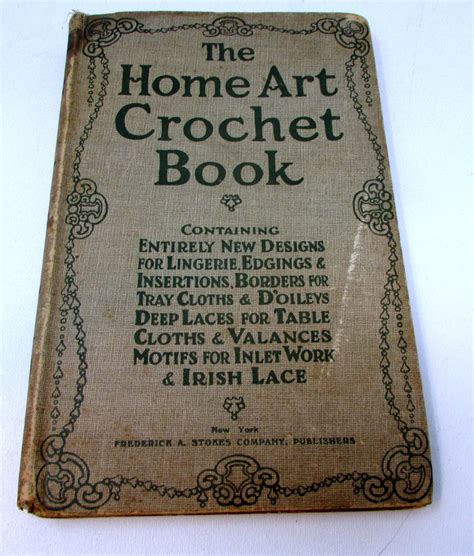 The
Home Art
Crochet
Book
CONTAINING
ENTIRELY NEW DESIGNS
FOR LINGERIE, EDGINGS &
INSERTIONS, BORDERS FOR
TRAY CLOTHS & D'OILEYS
DEEP LACES FOR TABLE
CLOTHS & VALANCES
MOTIFS FOR INLET WORK
& IRISH LACE
New York
FREDERICK A. STOKES COMPANY, PUBLISHERS